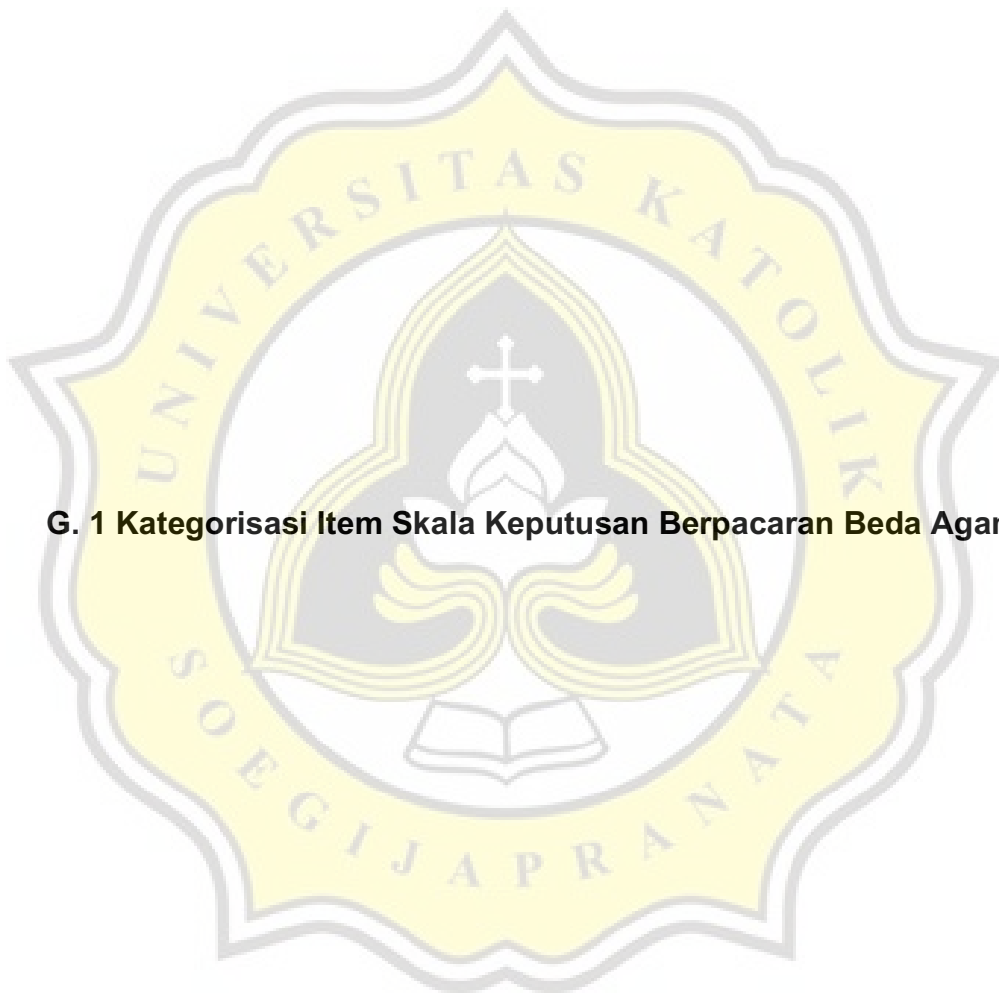 UNIVERSITAS KATOLIK
G. 1 Kategorisasi Item Skala Keputusan Berpacaran Beda
SOEGIJAPRANATA